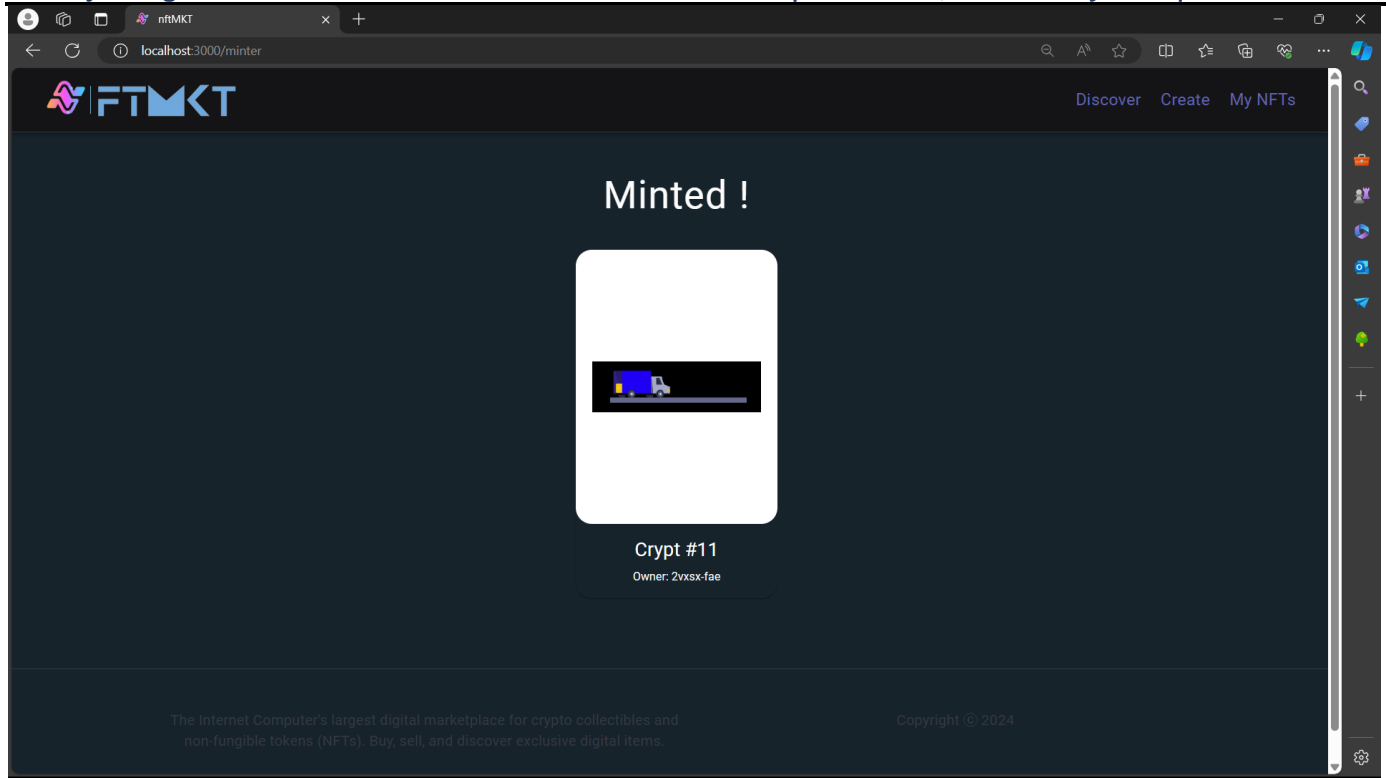 nftMKT
localhost:3000/minter
FTMKT
Discover Create My NFTs
Minted !
Crypt #11
Owner: 2vxsx-fae
The Internet Computer's largest digital marketplace for crypto collectibles and
non-fungible tokens (NFTs). Buy, sell, and discover exclusive digital items.
Copyright ⓒ 2024